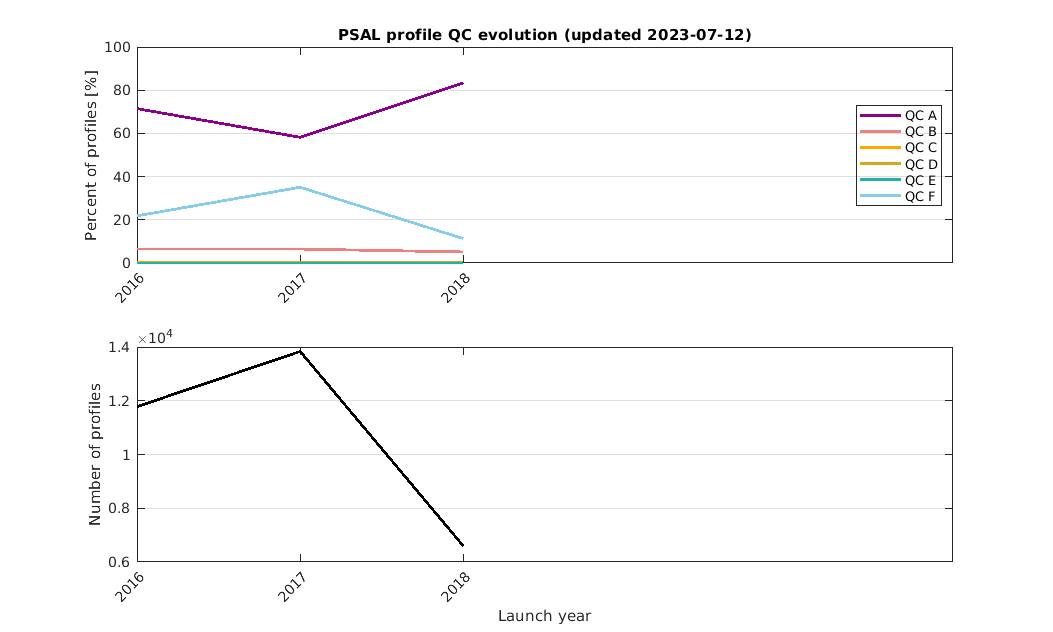 PSAL profile QC evolution (updated 2023-07-12)
Percent of profiles [%]
100
80
60
40
20
0
2016
2017
2018
QC A
QC B
QC C
QC D
QC E
QC F
×10⁴
Number of profiles
1.4
1.2
1
0.8
0.6
2016
2017
2018
Launch year